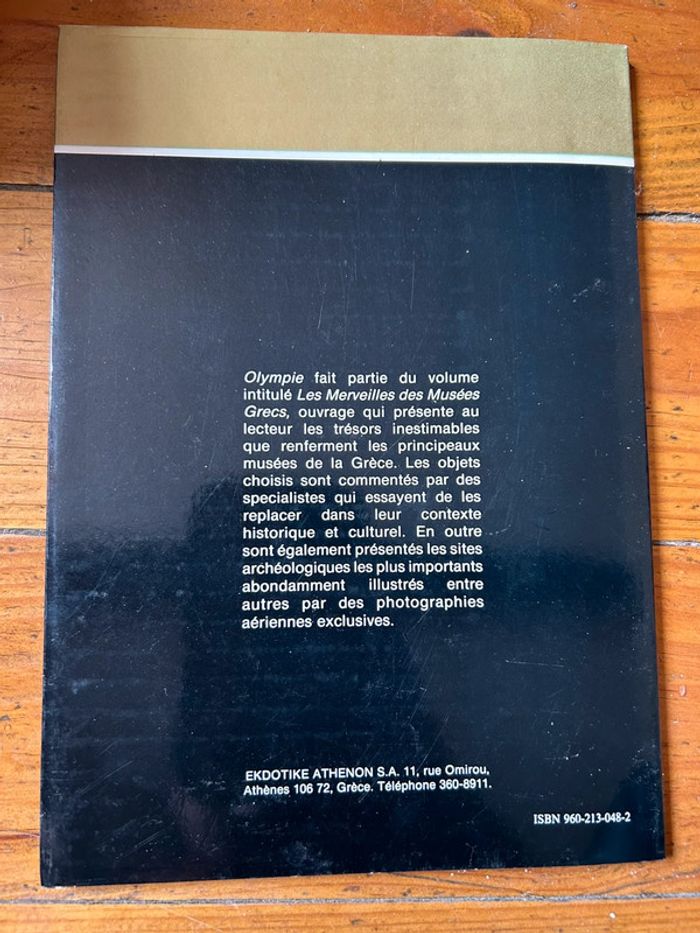 Olympie fait partie du volume
intitulé Les Merveilles des Musées
Grecs, ouvrage qui présente au
lecteur les trésors inestimables
que renferment les principaux
musées de la Grèce. Les objets
choisis sont commentés par des
specialistes qui essayent de les
replacer dans leur contexte
historique et culturel. En outre
sont également présentés les sites
archéologiques les plus importants
abondamment illustrés entre
autres par des photographies
aériennes exclusives.
EKDOTIKE ATHENON S.A. 11, rue Omirou,
Athènes 106 72, Grèce. Téléphone 360-8911.
ISBN 960-213-048-2